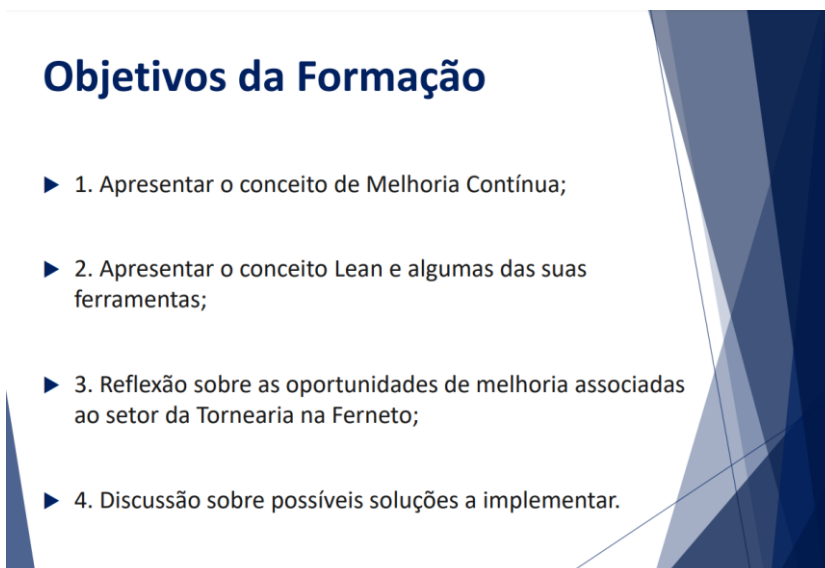 Objetivos da Formação
1. Apresentar o conceito de Melhoria Contínua;
2. Apresentar o conceito Lean e algumas das suas
ferramentas;
3. Reflexão sobre as oportunidades de melhoria associadas
ao setor da Tornearia na Ferneto;
4. Discussão sobre possíveis soluções a implementar.